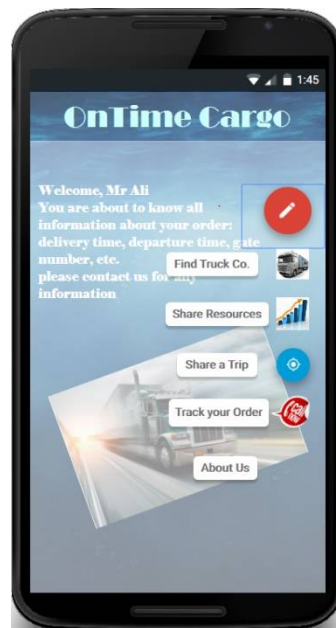 1:45
OnTime Cargo
Welcome, Mr Ali
You are about to know all
information about your order:
delivery time, departure time, gate
number, etc.
please contact us for any
information
Find Truck Co.
Share Resources
Share a Trip
Track your Order
About Us